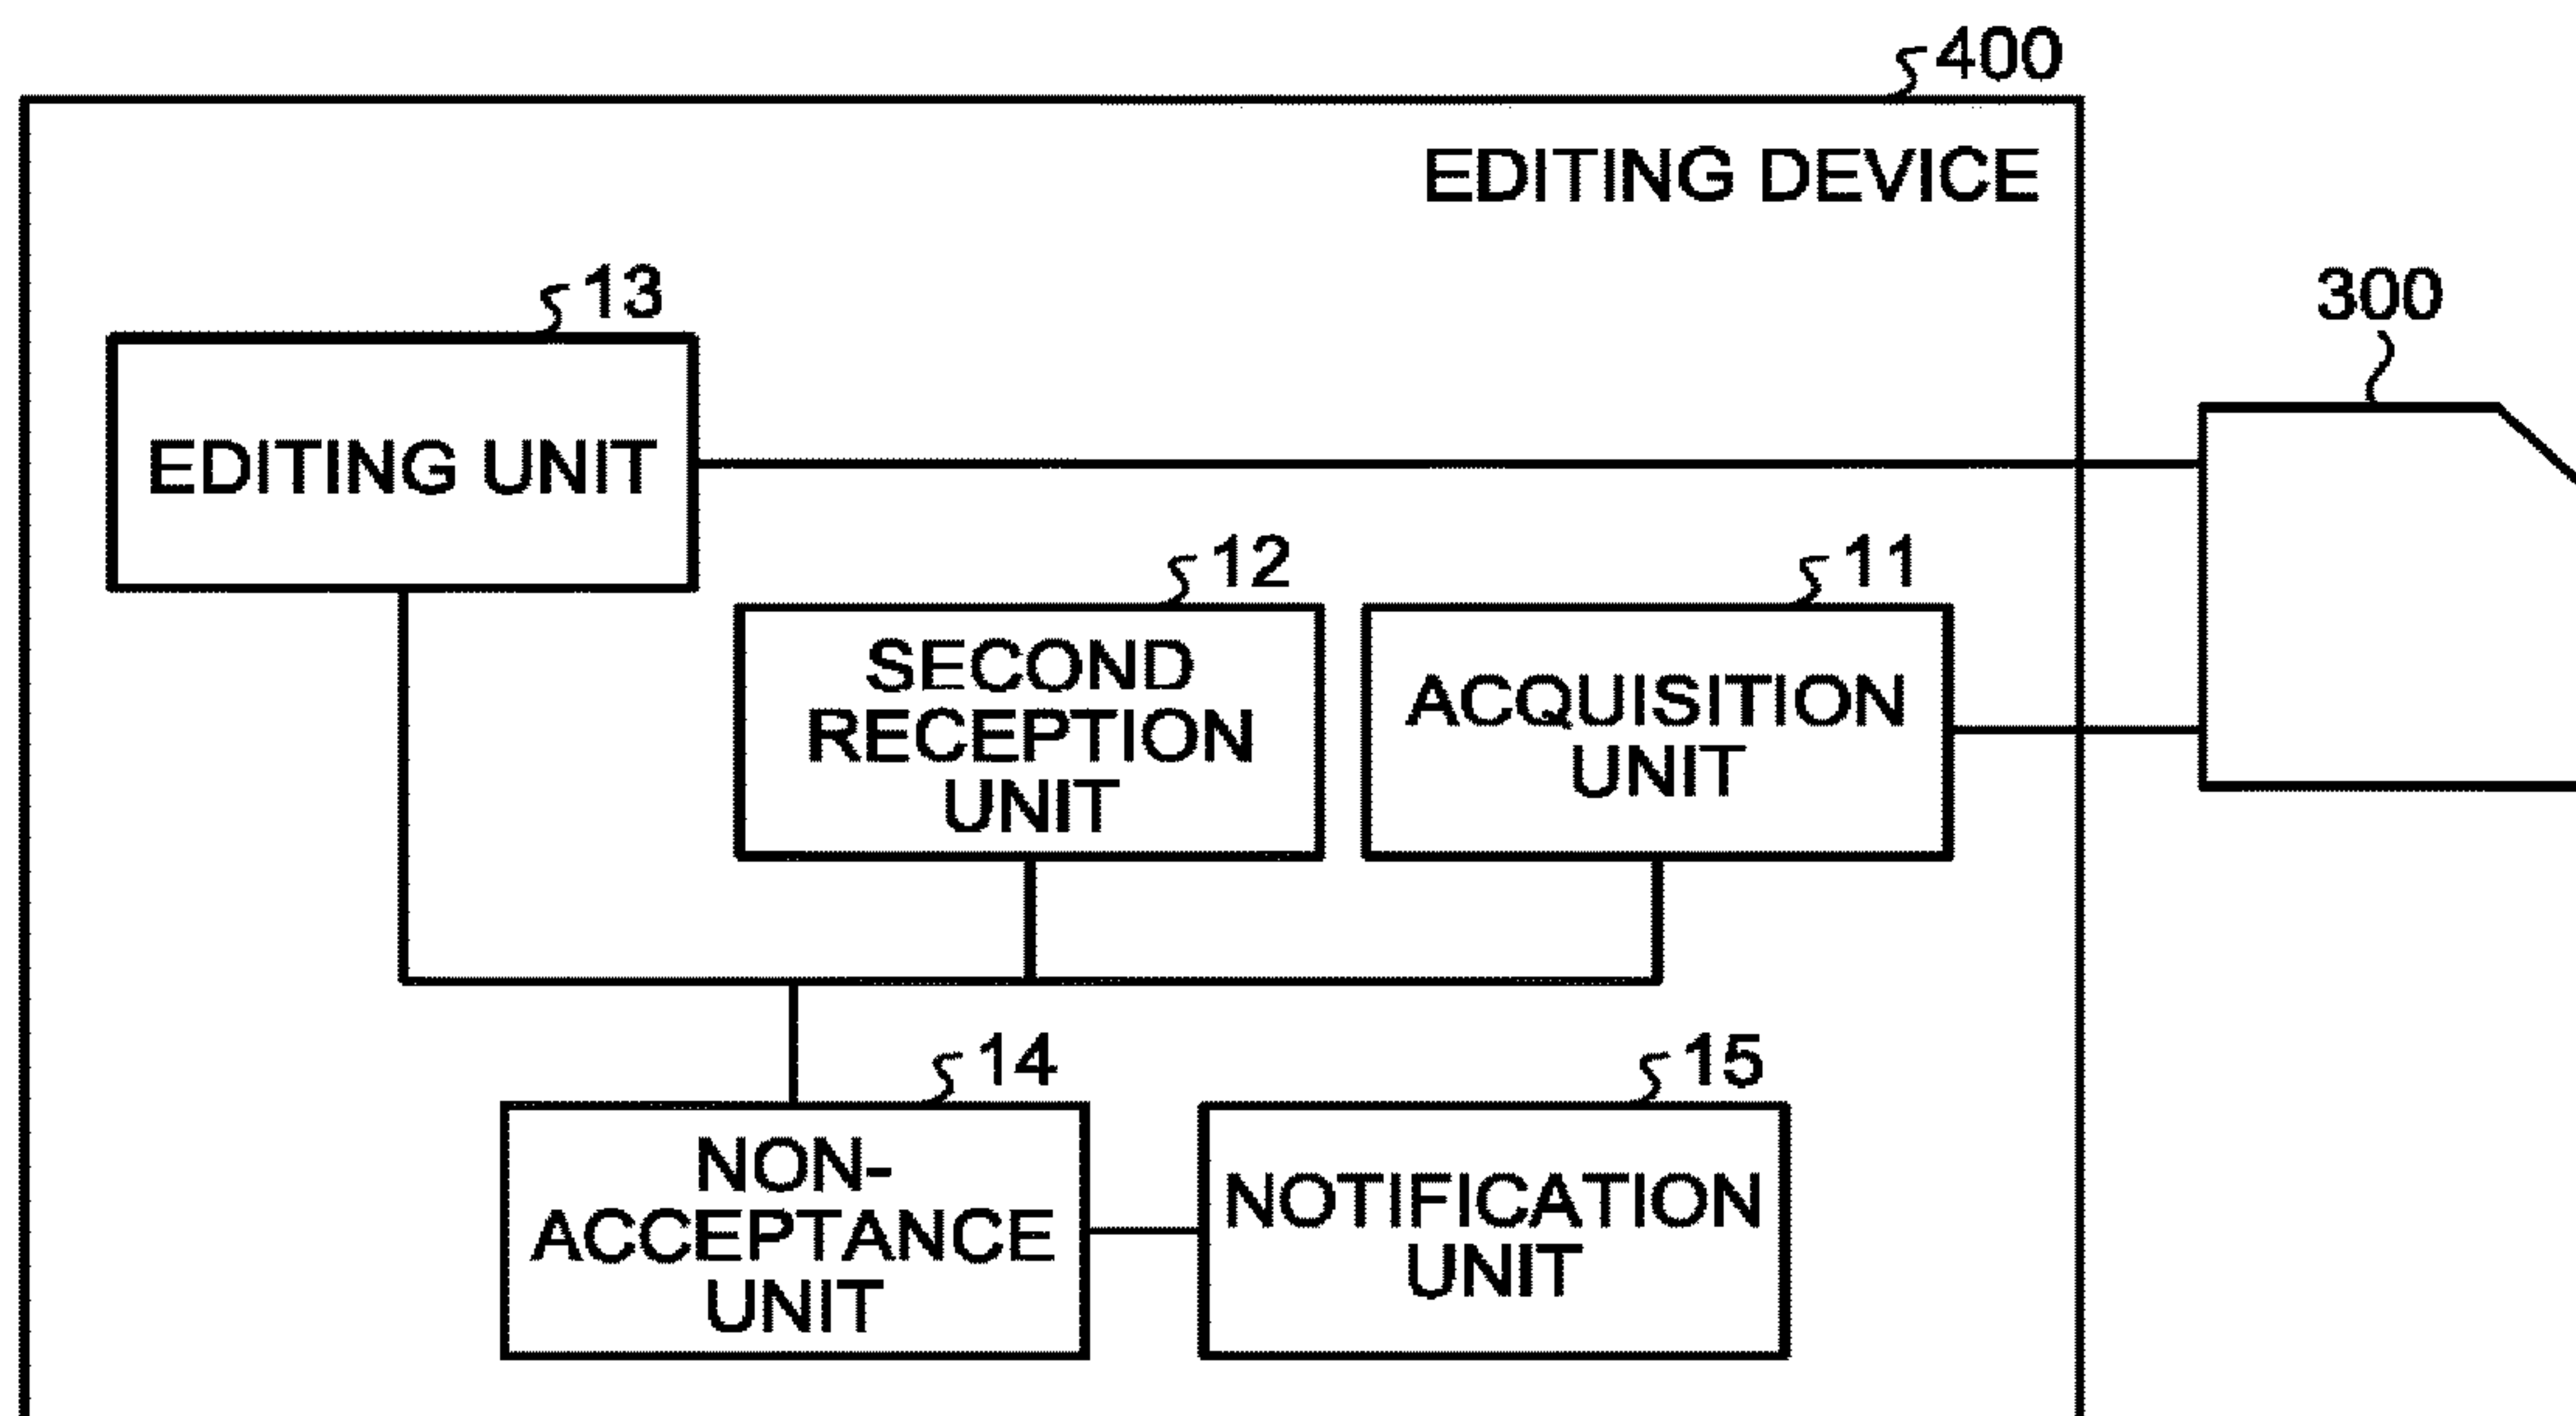 400
EDITING DEVICE
13
300
EDITING UNIT
12
11
SECOND
RECEPTION
UNIT
ACQUISITION
UNIT
14
15
NON-
ACCEPTANCE
UNIT
NOTIFICATION
UNIT